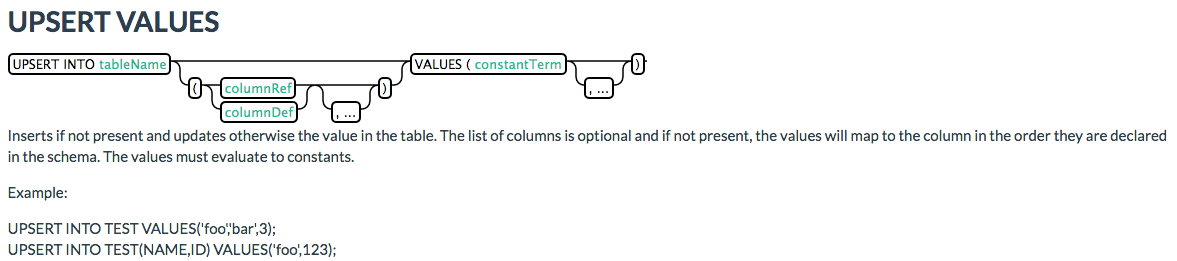 UPSERT VALUES
UPSERT INTO tableName VALUES ( constantTerm )
( columnRef ) , ...
columnDef , ...
Inserts if not present and updates otherwise the value in the table. The list of columns is optional and if not present, the values will map to the column in the order they are declared
in the schema. The values must evaluate to constants.
Example:
UPSERT INTO TEST VALUES('foo','bar',3);
UPSERT INTO TEST(NAME,ID) VALUES('foo',123);